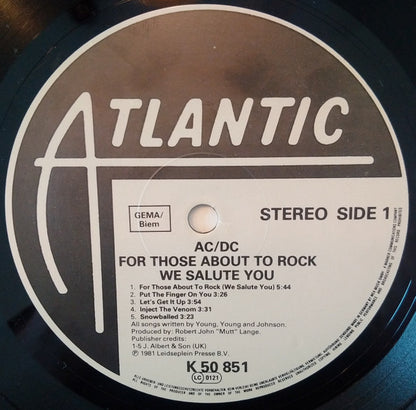 ATLANTIC
GEMA/
Biem
STEREO SIDE 1
AC/DC
FOR THOSE ABOUT TO ROCK
WE SALUTE YOU
1. For Those About To Rock (We Salute You) 5:44
2. Put The Finger On You 3:26
3. Let's Get It Up 3:54
4. Inject The Venom 3:31
5. Snowballed 3:23
All songs written by Young, Young and Johnson.
Produced by: Robert John "Mutt" Lange.
Publisher credits:
1-5 J. Albert & Son (UK)
℗ 1981 Leidseplein Presse B.V.
K 50 851
LC 0121